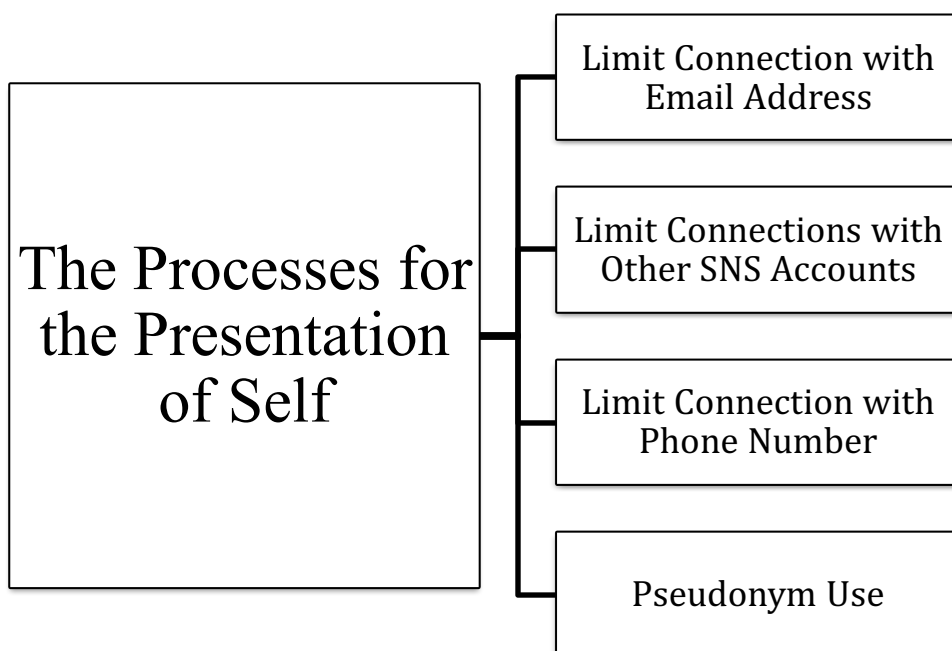 The Processes for
the Presentation
of Self
Limit Connection with
Email Address
Limit Connections with
Other SNS Accounts
Limit Connection with
Phone Number
Pseudonym Use